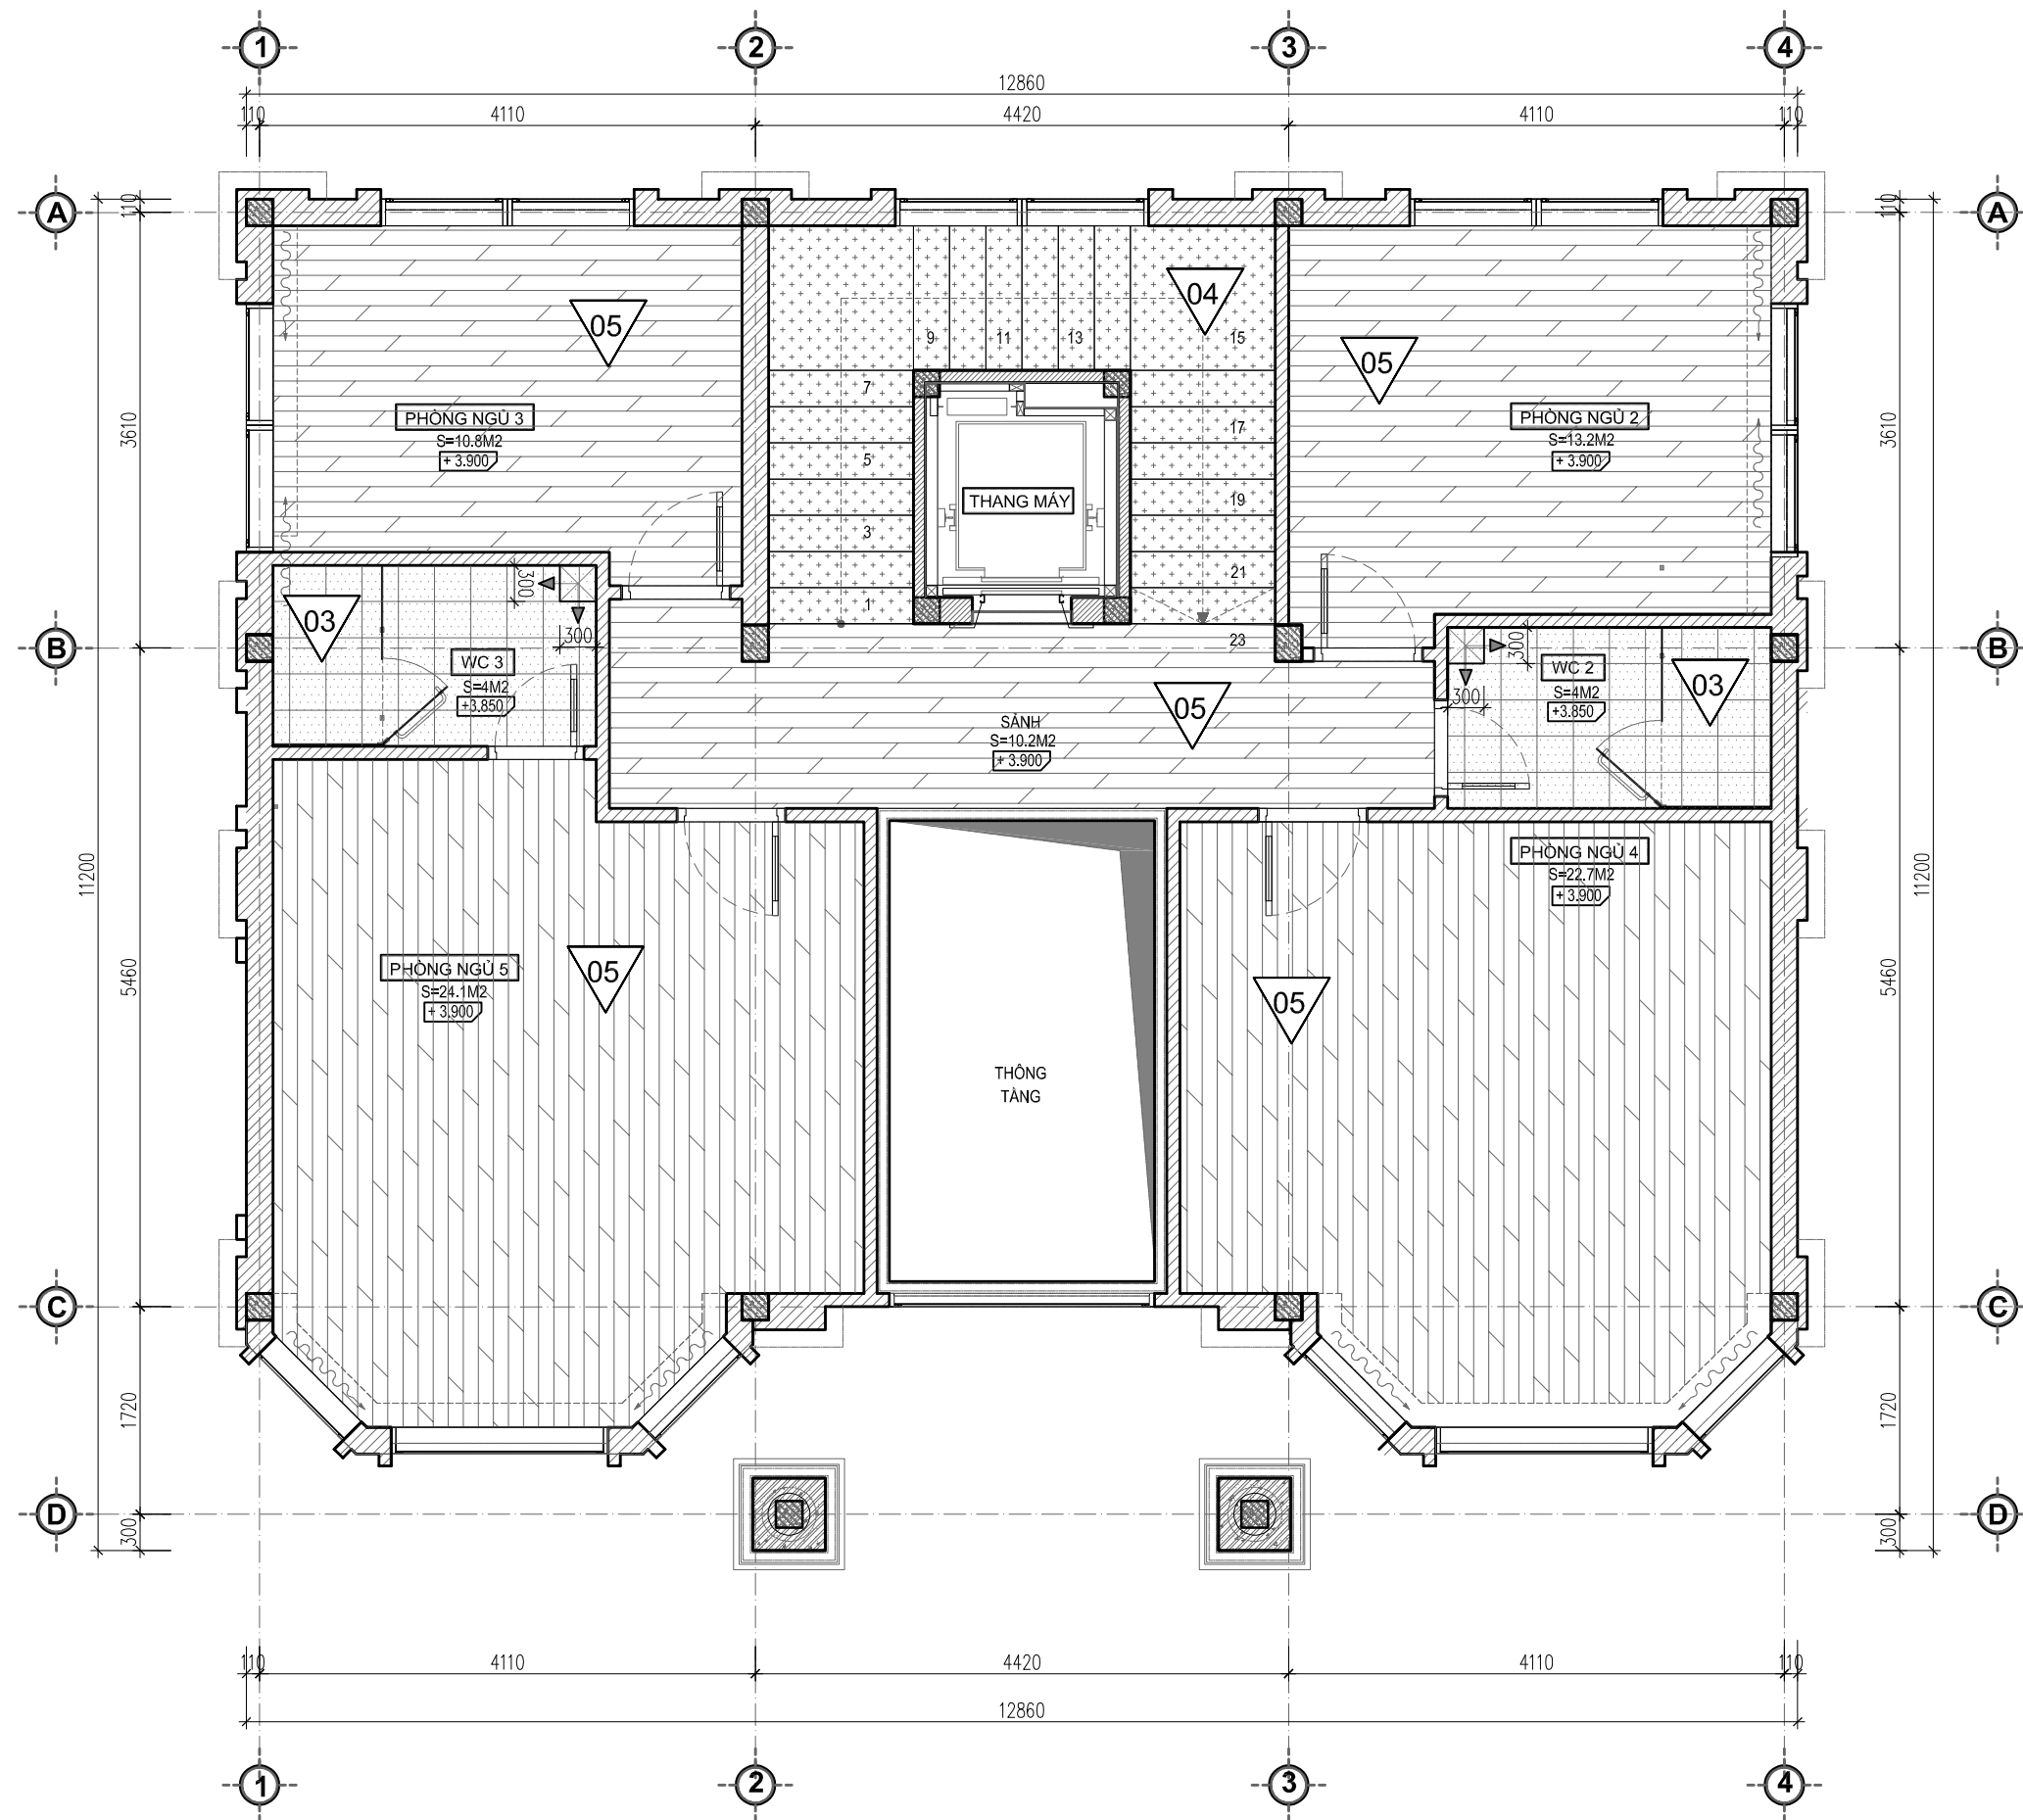 1 2 3 4
12860
110 4110 4420 4110 110
A A
110 110
04
05
9 11 13 15
05
7
PHÒNG NGỦ 3
S=10.8M2
+ 3.900
PHÒNG NGỦ 2
S=13.2M2
+ 3.900
3610 3610
17
5
THANG MÁY
19
3
21
1
300 300
03
23
B B
300 300
WC 3
S=4M2
+3.850
WC 2
S=4M2
+3.850
03
05
SẢNH
S=10.2M2
+ 3.900
PHÒNG NGỦ 4
S=22.7M2
+ 3.900
11200 11200
PHÒNG NGỦ 5
S=24.1M2
+ 3.900
05
05
5460 5460
THÔNG
TẦNG
C C
1720 1720
D D
300 300
110 4110 4420 4110 110
12860
1 2 3 4